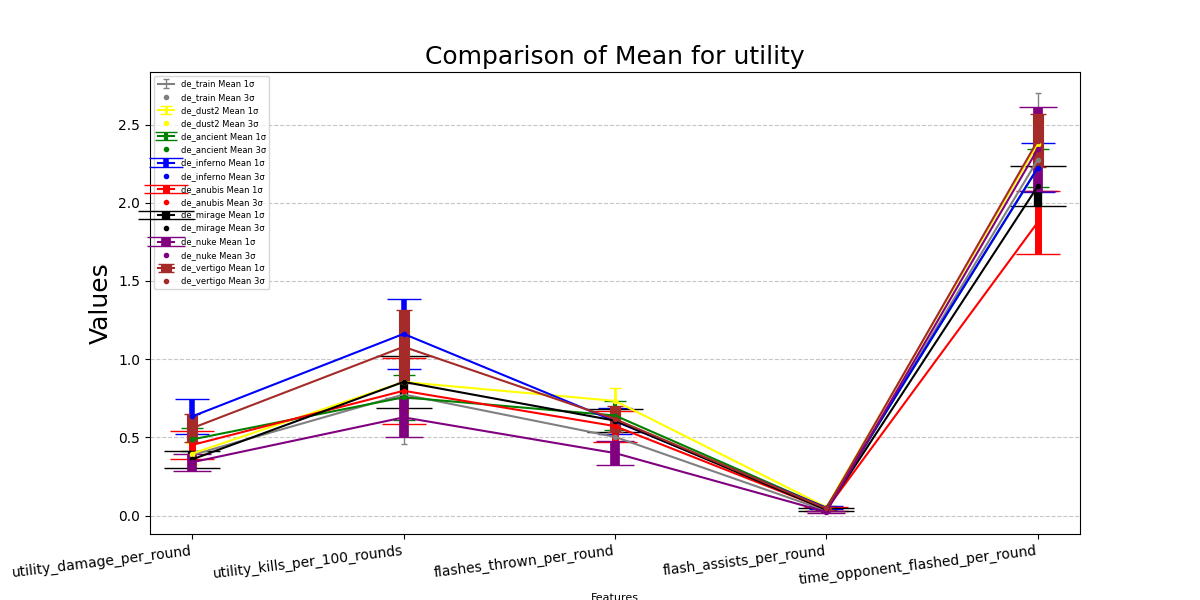 Comparison of Mean for utility
de_train Mean 1σ
de_train Mean 3σ
de_dust2 Mean 1σ
de_dust2 Mean 3σ
de_ancient Mean 1σ
de_ancient Mean 3σ
de_inferno Mean 1σ
de_inferno Mean 3σ
de_anubis Mean 1σ
de_anubis Mean 3σ
de_mirage Mean 1σ
de_mirage Mean 3σ
de_nuke Mean 1σ
de_nuke Mean 3σ
de_vertigo Mean 1σ
de_vertigo Mean 3σ
Values
2.5
2.0
1.5
1.0
0.5
0.0
utility_damage_per_round
utility_kills_per_100_rounds
flashes_thrown_per_round
flash_assists_per_round
time_opponent_flashed_per_round
Features